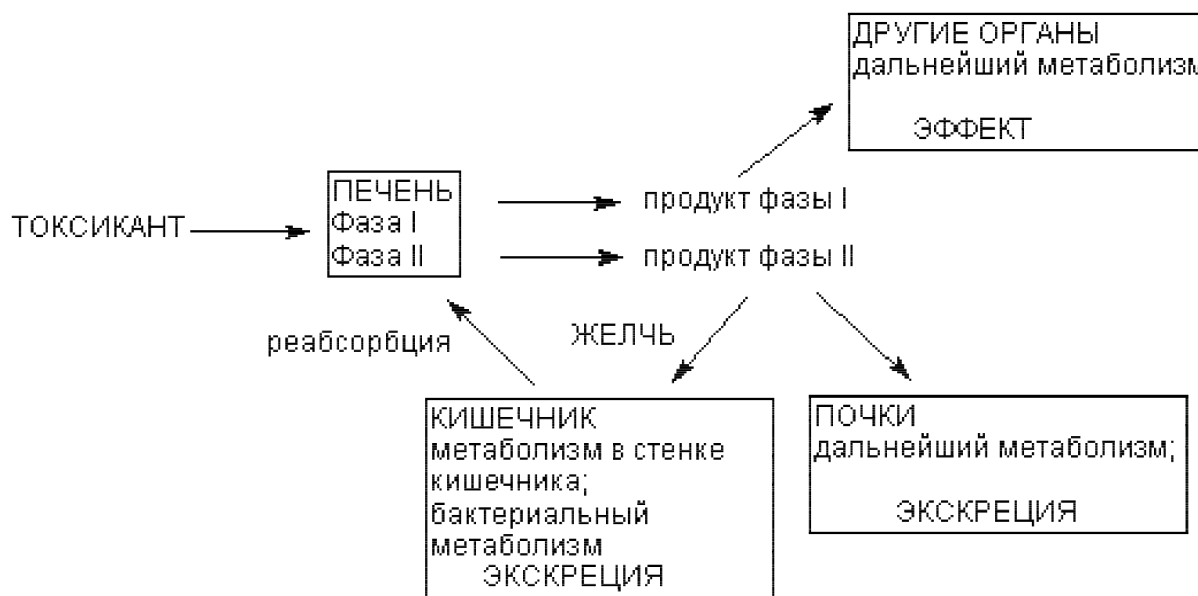 ДРУГИЕ ОРГАНЫ
дальнейший метаболизм
ЭФФЕКТ
ТОКСИКАНТ
ПЕЧЕНЬ
Фаза I
Фаза II
продукт фазы I
продукт фазы II
реабсорбция
ЖЕЛЧЬ
КИШЕЧНИК
метаболизм в стенке
кишечника;
бактериальный
метаболизм
ЭКСКРЕЦИЯ
ПОЧКИ
дальнейший метаболизм;
ЭКСКРЕЦИЯ